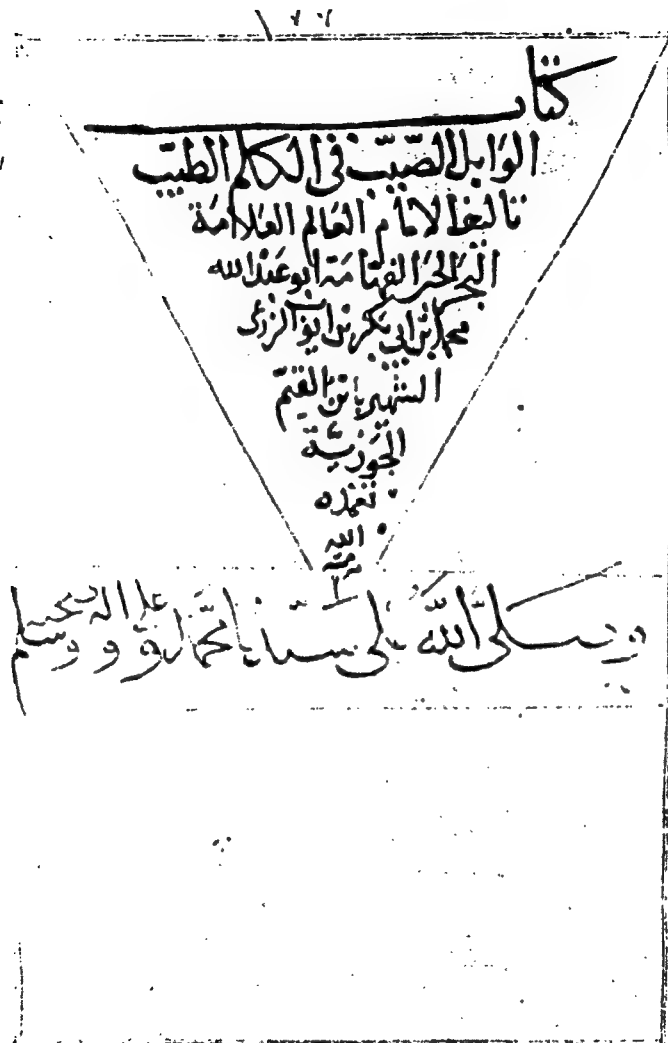 كتاب
الوابل الصيب في الكلم الطيب
تاليف الامام العالم العلامة
البحر الحبر الفهامة ابو عبد الله
محمد ابن ابي بكر بن ايوب الزرعي
الشهير بابن القيم
الجوزية
تغمده
الله
برحمته
وصلى الله على سيدنا محمد وعلى اله وصحبه وسلم